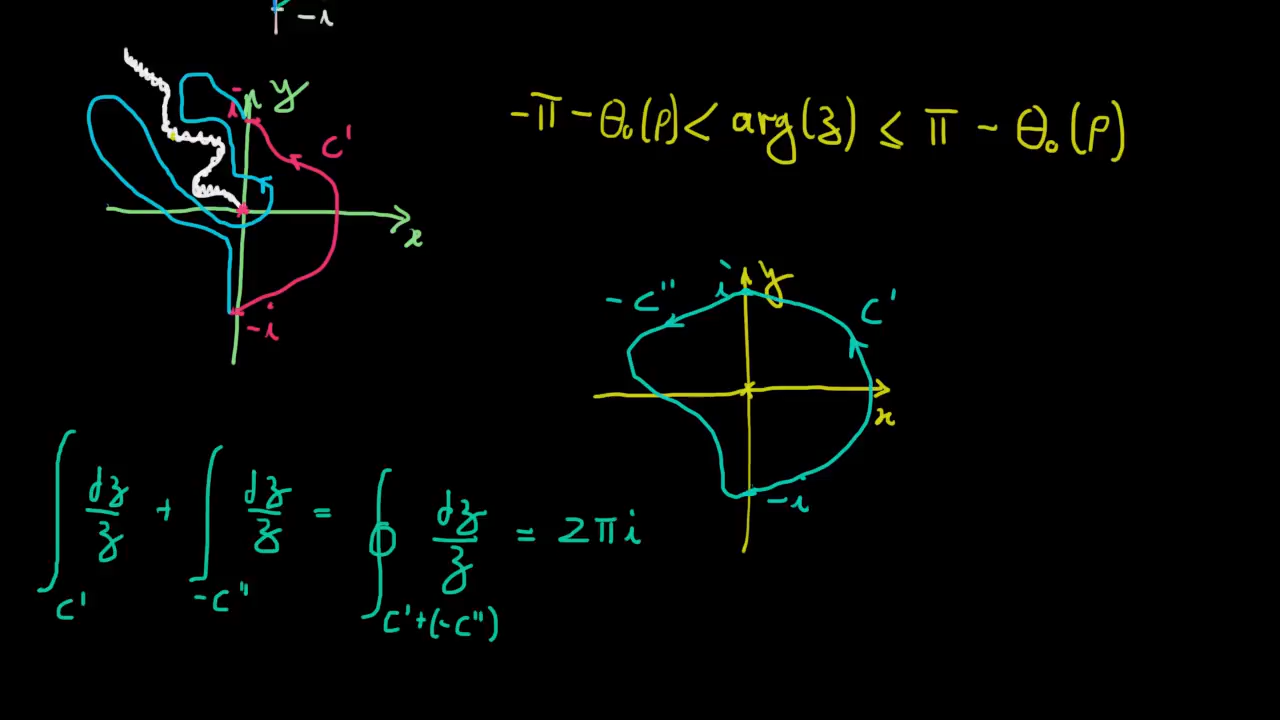 -i
i y
C'
x
-i
-π - θ₀(ρ) < arg(z) ≤ π - θ₀(ρ)
-C'' i y C'
x
-i
∫_{C'} dz/z + ∫_{-C''} dz/z = ∮_{C'+(-C'')} dz/z = 2πi